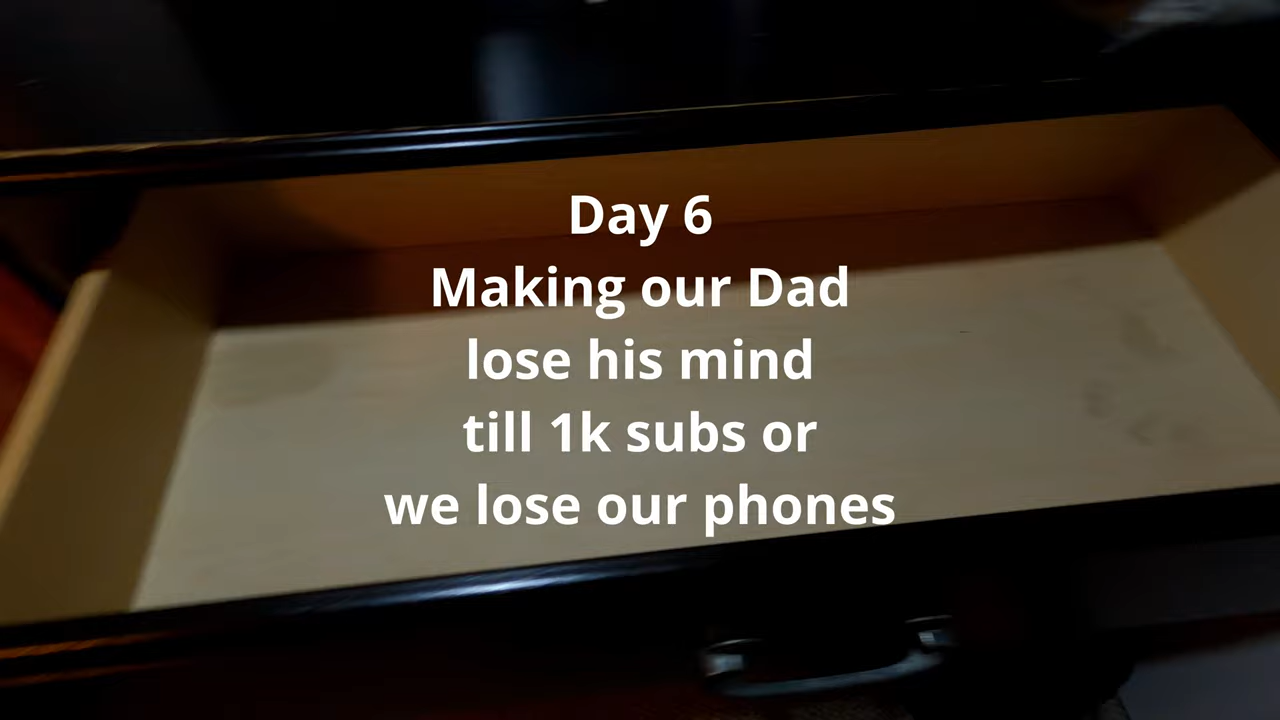 Day 6
Making our Dad
lose his mind
till 1k subs or
we lose our phones